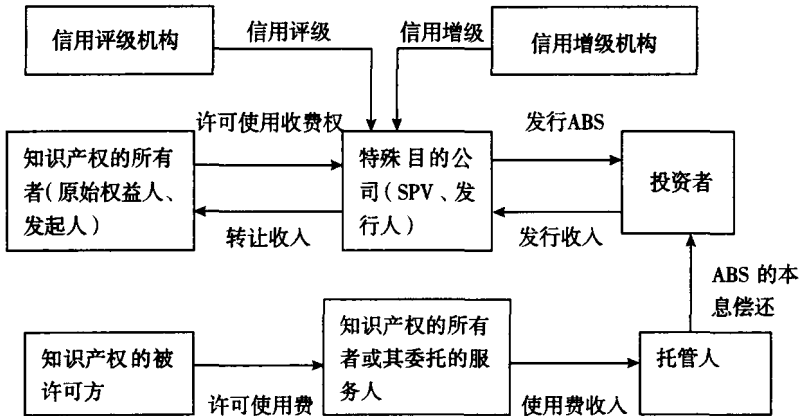 信用评级机构
信用评级
信用增级
信用增级机构
许可使用收费权
发行ABS
知识产权的所有
者(原始权益人、
发起人)
特殊目的公
司(SPV、发
行人)
投资者
转让收入
发行收入
ABS 的本
息偿还
知识产权的被
许可方
知识产权的所有
者或其委托的服
务人
托管人
许可使用费
使用费收入